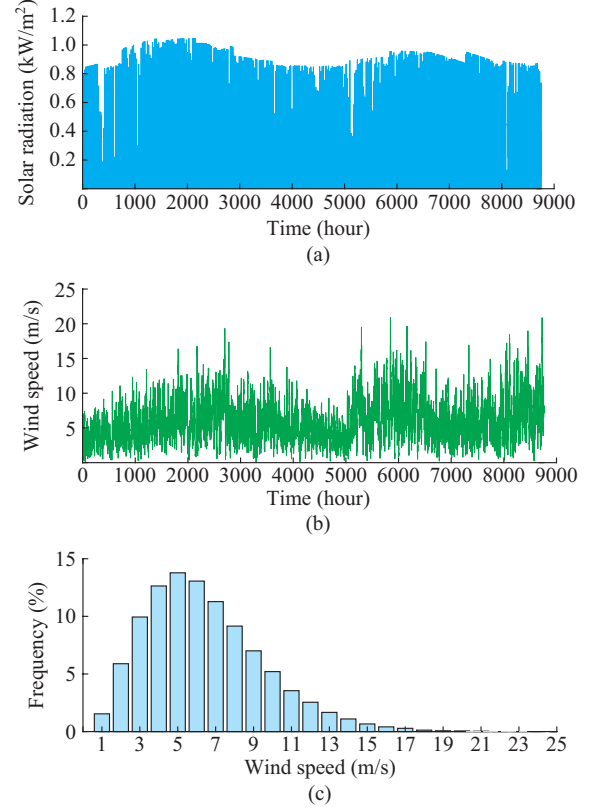 1.2
1.0
0.8
0.6
0.4
0.2
Solar radiation (kW/m²)
0 1000 2000 3000 4000 5000 6000 7000 8000 9000
Time (hour)
(a)
25
20
15
10
5
Wind speed (m/s)
0 1000 2000 3000 4000 5000 6000 7000 8000 9000
Time (hour)
(b)
15
10
5
0
Frequency (%)
1 3 5 7 9 11 13 15 17 19 21 23 25
Wind speed (m/s)
(c)